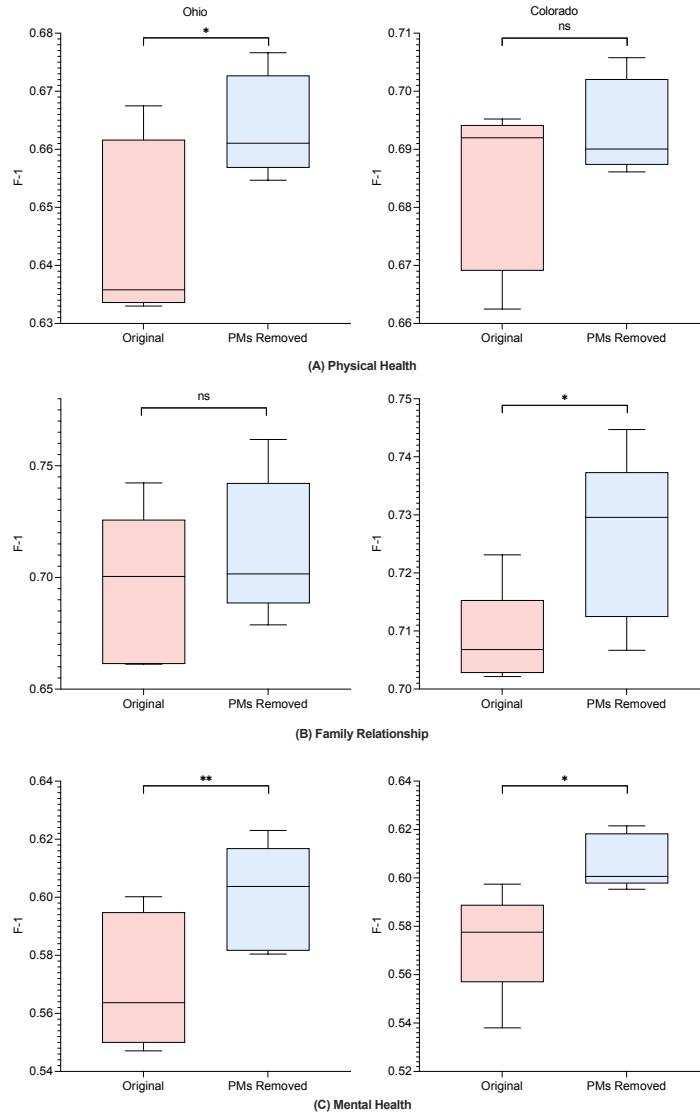 Ohio
Colorado
0.68
0.67
0.66
0.65
0.64
0.63
F-1
*
Original
PMs Removed
0.71
0.70
0.69
0.68
0.67
0.66
F-1
ns
Original
PMs Removed
(A) Physical Health
0.75
0.70
0.65
F-1
ns
Original
PMs Removed
0.75
0.74
0.73
0.72
0.71
0.70
F-1
*
Original
PMs Removed
(B) Family Relationship
0.64
0.62
0.60
0.58
0.56
0.54
F-1
**
Original
PMs Removed
0.64
0.62
0.60
0.58
0.56
0.54
0.52
F-1
*
Original
PMs Removed
(C) Mental Health